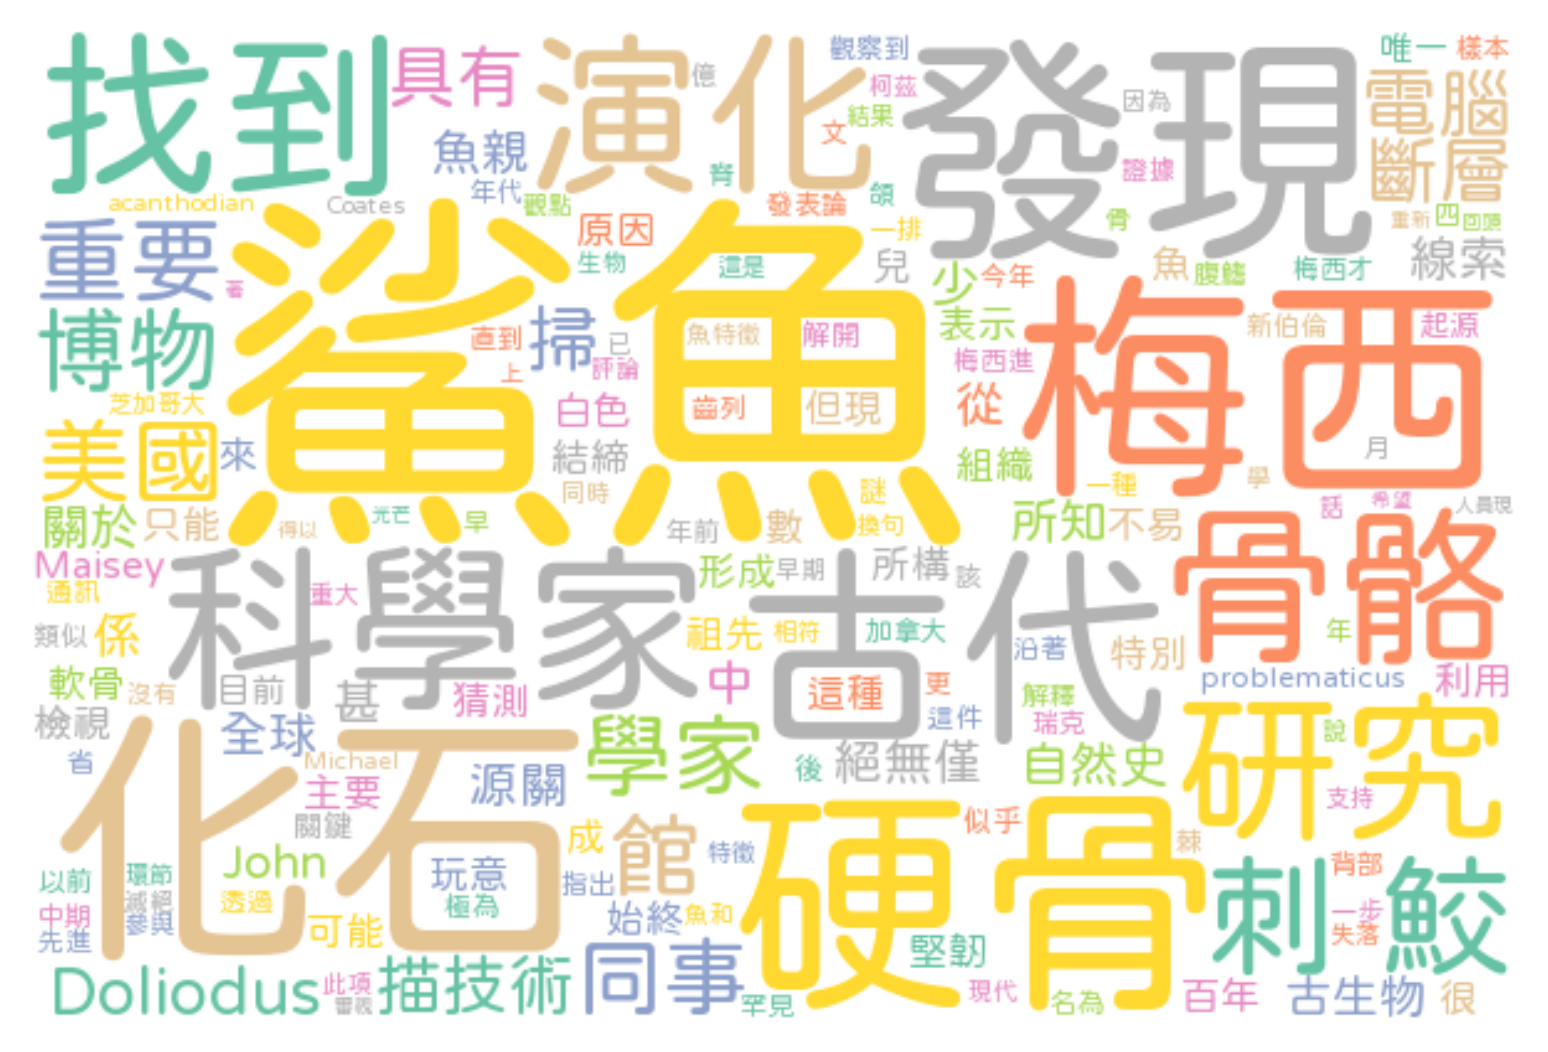 找到
具有
演化
億
觀察到
柯茲
結果
文
發現
因為
唯一
樣本
電腦
斷層
證據
魚親
年代
觀點
脊
頜
發表論
acanthodian
Coates
骨
重新
四
回頭
重要
著
鯊魚
原因
生物
這是
一排
兒
少
今年
魚
腹鰭
梅西才
線索
博物
直到
掃
已
評論
上
魚特徵
解開
表示
梅西進
梅西
新伯倫
起源
芝加哥大
美國
來
白色
齒列
但現
從
結締
同時
組織
月
學
一種
謎
換句
關於
只能
得以
光芒
早
年前
數
所知
不易
話
希望
人員現
Maisey
通訊
科學家
重大
形成
早期
所構
該
古代
骨骼
類似
係
祖先
相符
加拿大
沿著
特別
年
軟骨
沒有
目前
甚
猜測
中
這種
更
解釋
problematicus
利用
檢視
全球
這件
瑞克
研究
說
省
Michael
化石
主要
關鍵
源關
學家
後
絕無僅
自然史
支持
John
玩意
極為
成
館
特徵
指出
硬骨
似乎
棘
背部
刺鮫
以前
環節
滅絕
中期
參與
先進
透過
可能
始終
魚和
堅韌
一步
失落
Doliodus
此項
描技術
同事
罕見
現代
名為
百年
古生物
很